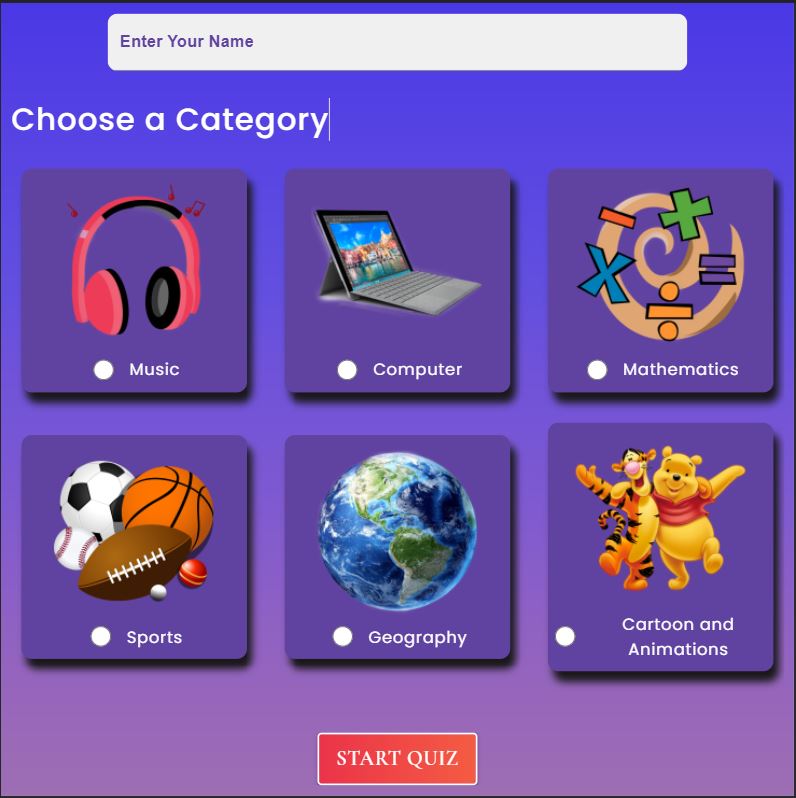 Enter Your Name
Choose a Category
Music
Computer
Mathematics
Sports
Geography
Cartoon and
Animations
START QUIZ